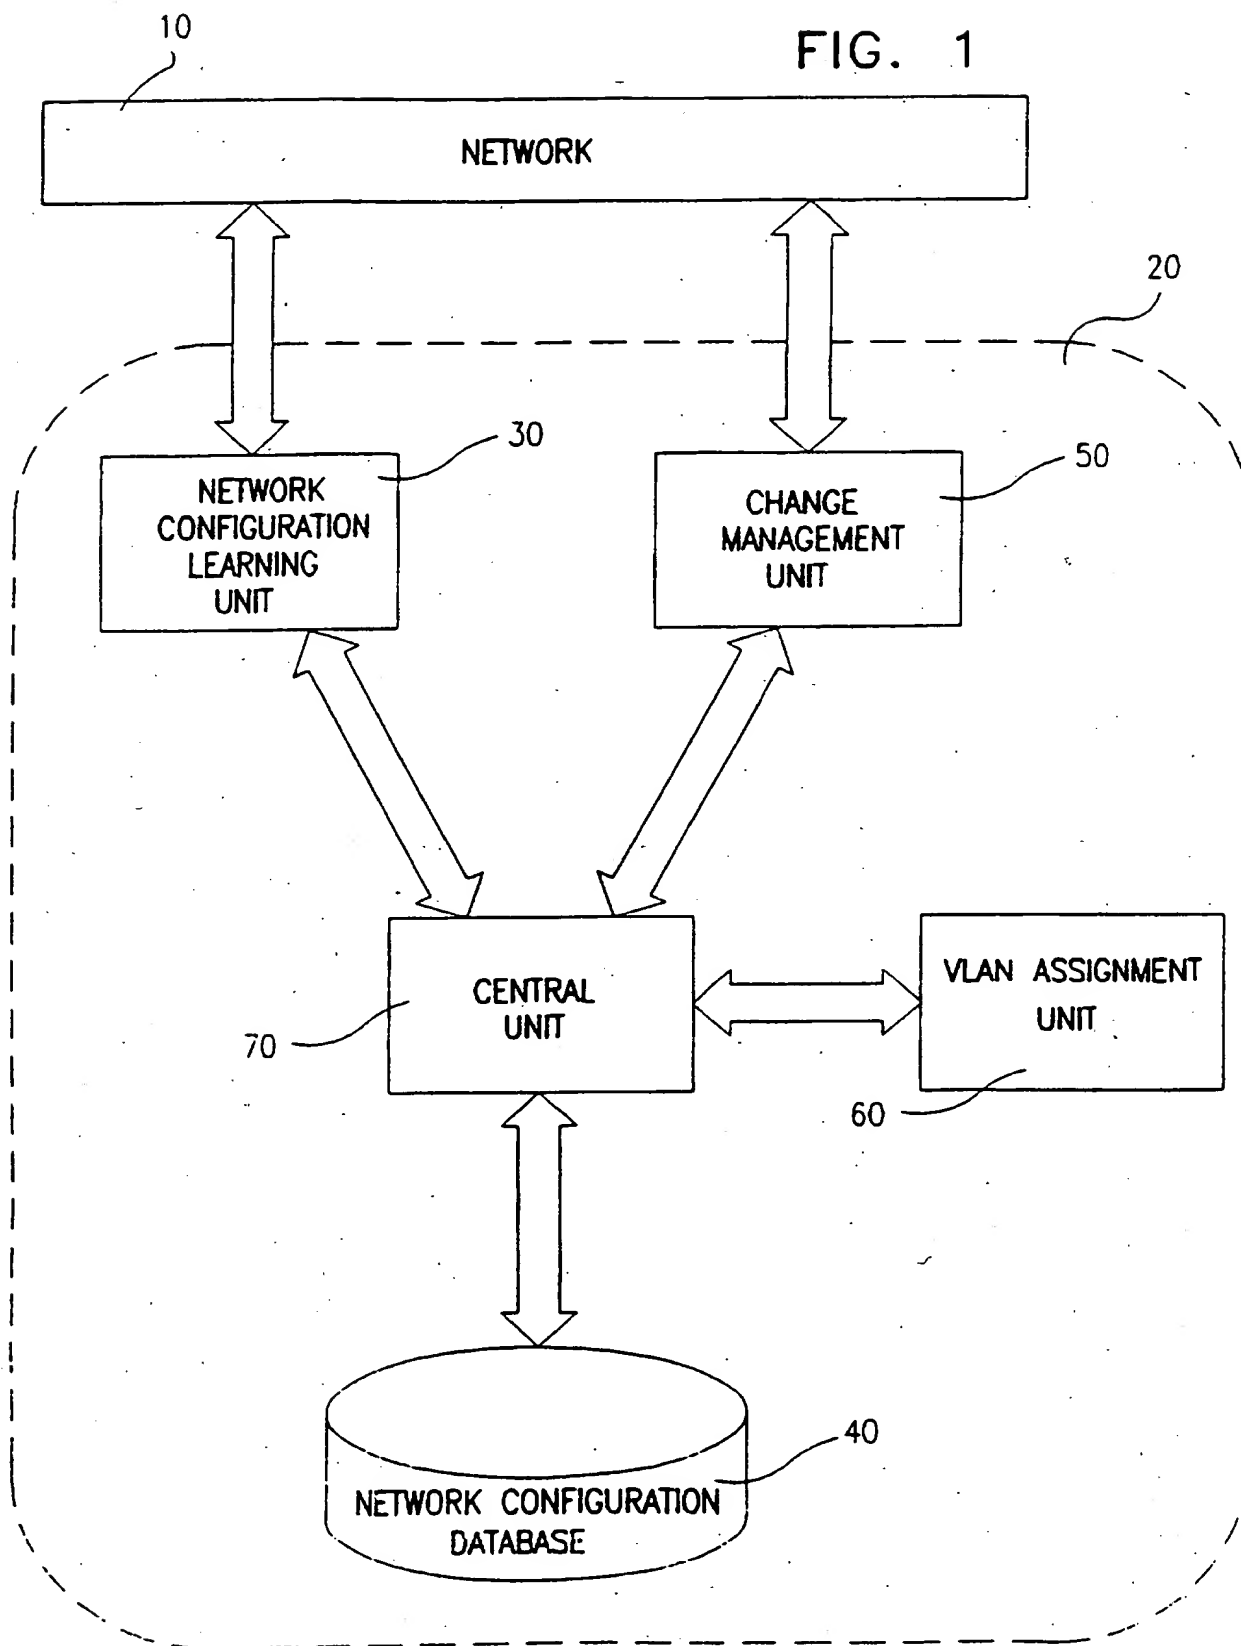 10
FIG. 1
NETWORK
20
30
50
NETWORK
CONFIGURATION
LEARNING
UNIT
CHANGE
MANAGEMENT
UNIT
CENTRAL
UNIT
VLAN ASSIGNMENT
UNIT
70
60
40
NETWORK CONFIGURATION
DATABASE